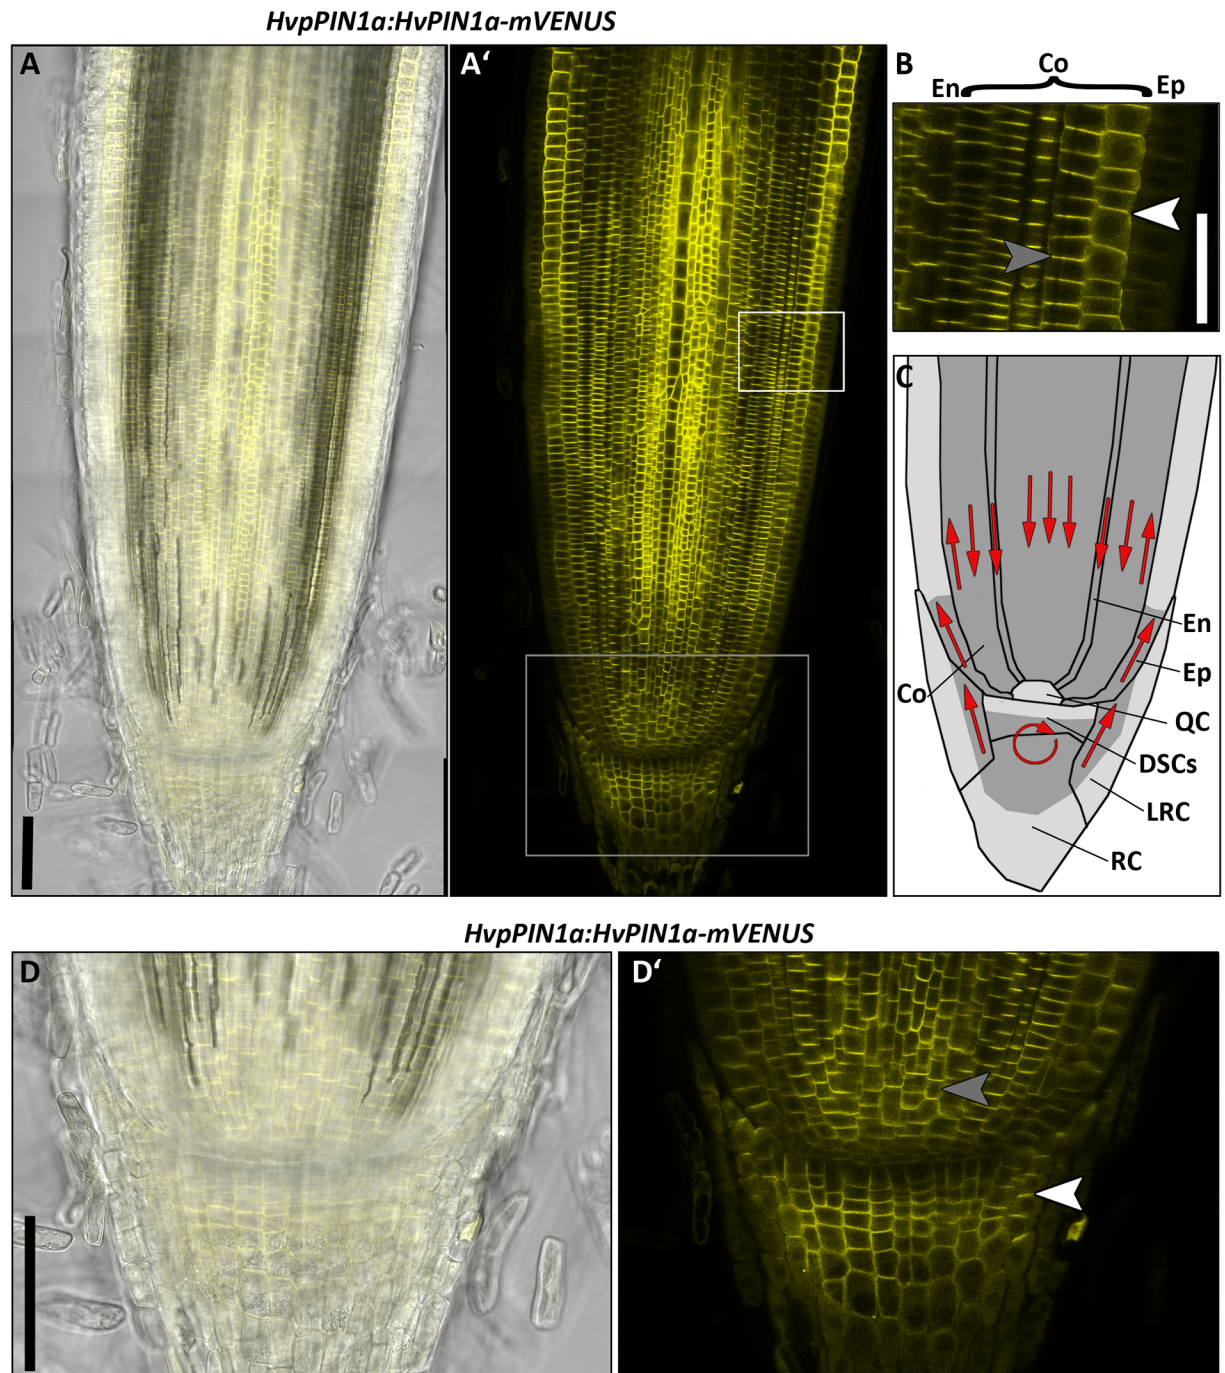 HvpPIN1a:HvPIN1a-mVENUS
A
A‘
B
Co
En
Ep
C
En
Ep
Co
QC
DSCs
LRC
RC
HvpPIN1a:HvPIN1a-mVENUS
D
D‘